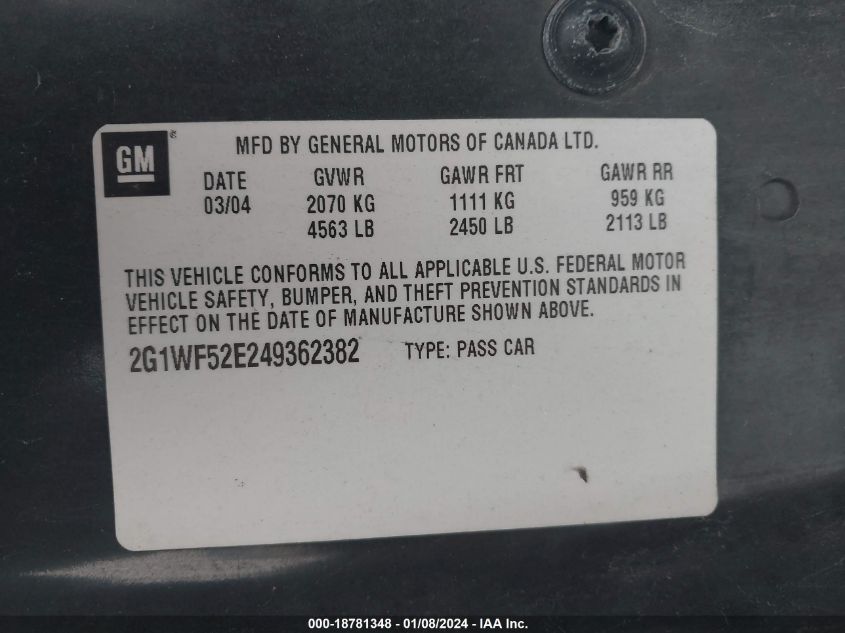 GM®
MFD BY GENERAL MOTORS OF CANADA LTD.
DATE GVWR GAWR FRT GAWR RR
03/04 2070 KG 1111 KG 959 KG
4563 LB 2450 LB 2113 LB
THIS VEHICLE CONFORMS TO ALL APPLICABLE U.S. FEDERAL MOTOR
VEHICLE SAFETY, BUMPER, AND THEFT PREVENTION STANDARDS IN
EFFECT ON THE DATE OF MANUFACTURE SHOWN ABOVE.
2G1WF52E249362382 TYPE: PASS CAR
000-18781348 - 01/08/2024 - IAA Inc.